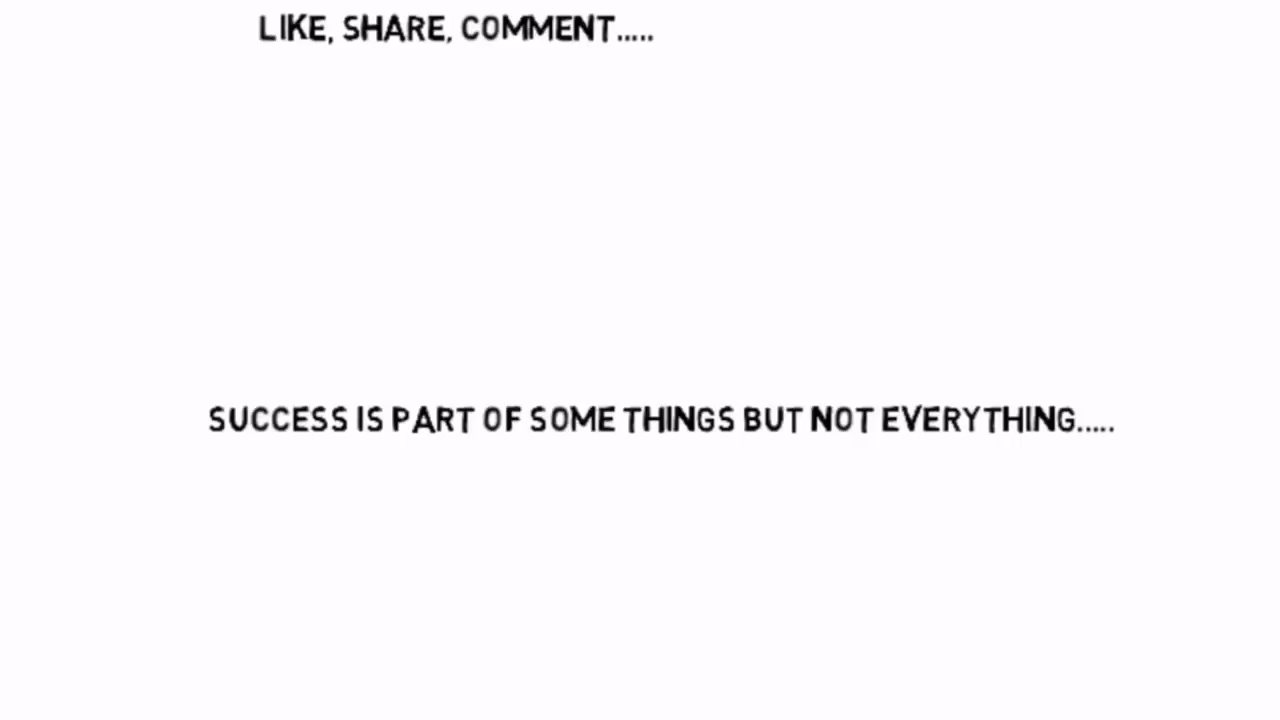 LIKE, SHARE, COMMENT.....
SUCCESS IS PART OF SOME THINGS BUT NOT EVERYTHING.....